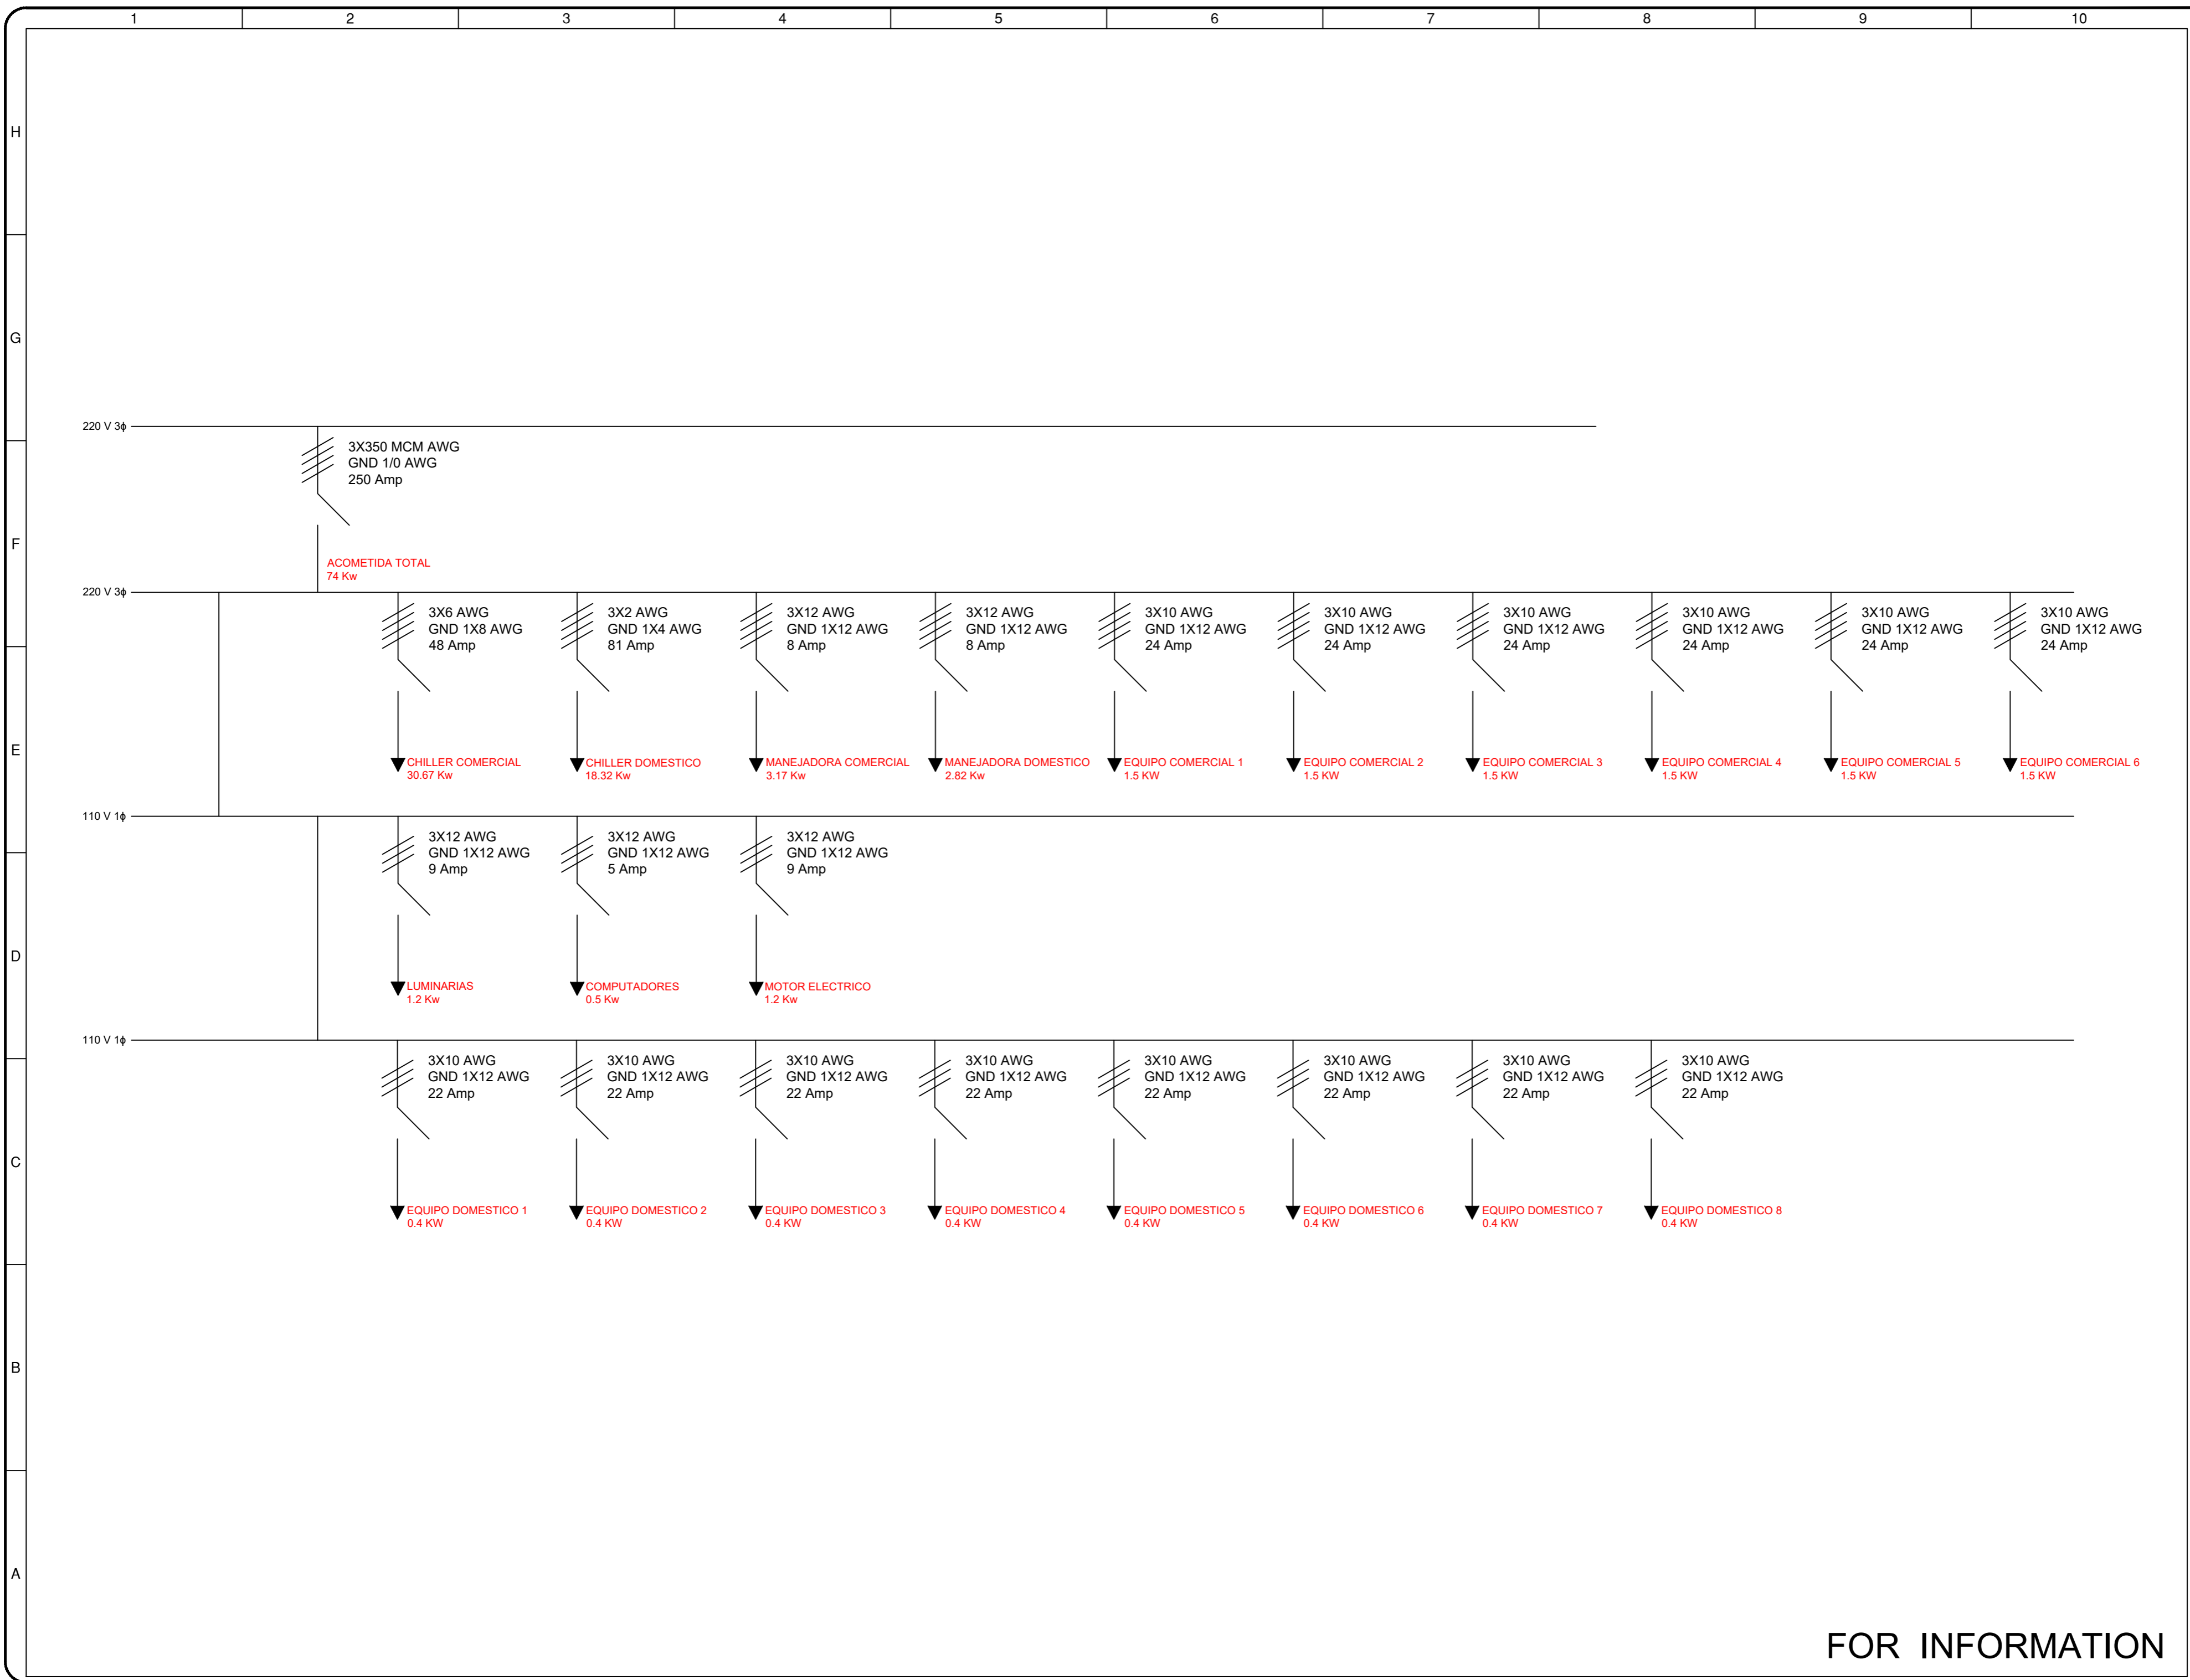 1 2 3 4 5 6 7 8 9 10
H
G
220 V 3ϕ
3X350 MCM AWG
GND 1/0 AWG
250 Amp
F
ACOMETIDA TOTAL
74 Kw
220 V 3ϕ
3X6 AWG
GND 1X8 AWG
48 Amp
3X2 AWG
GND 1X4 AWG
81 Amp
3X12 AWG
GND 1X12 AWG
8 Amp
3X12 AWG
GND 1X12 AWG
8 Amp
3X10 AWG
GND 1X12 AWG
24 Amp
3X10 AWG
GND 1X12 AWG
24 Amp
3X10 AWG
GND 1X12 AWG
24 Amp
3X10 AWG
GND 1X12 AWG
24 Amp
3X10 AWG
GND 1X12 AWG
24 Amp
3X10 AWG
GND 1X12 AWG
24 Amp
E
CHILLER COMERCIAL
30.67 Kw
CHILLER DOMESTICO
18.32 Kw
MANEJADORA COMERCIAL
3.17 Kw
MANEJADORA DOMESTICO
2.82 Kw
EQUIPO COMERCIAL 1
1.5 KW
EQUIPO COMERCIAL 2
1.5 KW
EQUIPO COMERCIAL 3
1.5 KW
EQUIPO COMERCIAL 4
1.5 KW
EQUIPO COMERCIAL 5
1.5 KW
EQUIPO COMERCIAL 6
1.5 KW
110 V 1ϕ
3X12 AWG
GND 1X12 AWG
9 Amp
3X12 AWG
GND 1X12 AWG
5 Amp
3X12 AWG
GND 1X12 AWG
9 Amp
D
LUMINARIAS
1.2 Kw
COMPUTADORES
0.5 Kw
MOTOR ELECTRICO
1.2 Kw
110 V 1ϕ
3X10 AWG
GND 1X12 AWG
22 Amp
3X10 AWG
GND 1X12 AWG
22 Amp
3X10 AWG
GND 1X12 AWG
22 Amp
3X10 AWG
GND 1X12 AWG
22 Amp
3X10 AWG
GND 1X12 AWG
22 Amp
3X10 AWG
GND 1X12 AWG
22 Amp
3X10 AWG
GND 1X12 AWG
22 Amp
3X10 AWG
GND 1X12 AWG
22 Amp
C
EQUIPO DOMESTICO 1
0.4 KW
EQUIPO DOMESTICO 2
0.4 KW
EQUIPO DOMESTICO 3
0.4 KW
EQUIPO DOMESTICO 4
0.4 KW
EQUIPO DOMESTICO 5
0.4 KW
EQUIPO DOMESTICO 6
0.4 KW
EQUIPO DOMESTICO 7
0.4 KW
EQUIPO DOMESTICO 8
0.4 KW
B
A
FOR INFORMATION